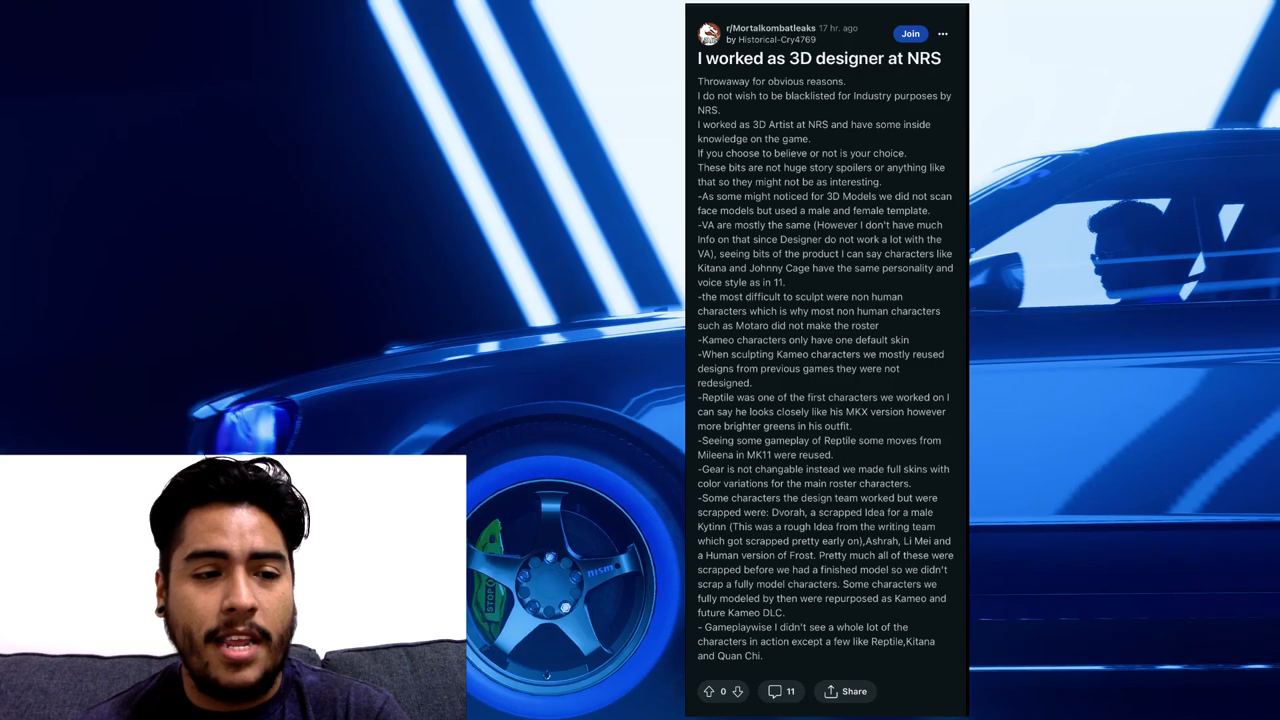 r/Mortalkombatleaks 17 hr. ago
by Historical-Cry4769
Join
I worked as 3D designer at NRS
Throwaway for obvious reasons.
I do not wish to be blacklisted for Industry purposes by
NRS.
I worked as 3D Artist at NRS and have some inside
knowledge on the game.
If you choose to believe or not is your choice.
These bits are not huge story spoilers or anything like
that so they might not be as interesting.
-As some might noticed for 3D Models we did not scan
face models but used a male and female template.
-VA are mostly the same (However I don't have much
Info on that since Designer do not work a lot with the
VA), seeing bits of the product I can say characters like
Kitana and Johnny Cage have the same personality and
voice style as in 11.
-the most difficult to sculpt were non human
characters which is why most non human characters
such as Motaro did not make the roster
-Kameo characters only have one default skin
-When sculpting Kameo characters we mostly reused
designs from previous games they were not
redesigned.
-Reptile was one of the first characters we worked on I
can say he looks closely like his MKX version however
more brighter greens in his outfit.
-Seeing some gameplay of Reptile some moves from
Mileena in MK11 were reused.
-Gear is not changable instead we made full skins with
color variations for the main roster characters.
-Some characters the design team worked but were
scrapped were: Dvorah, a scrapped Idea for a male
Kytinn (This was a rough Idea from the writing team
which got scrapped pretty early on),Ashrah, Li Mei and
a Human version of Frost. Pretty much all of these were
scrapped before we had a finished model so we didn't
scrap a fully model characters. Some characters we
fully modeled by then were repurposed as Kameo and
future Kameo DLC.
- Gameplaywise I didn't see a whole lot of the
characters in action except a few like Reptile,Kitana
and Quan Chi.
0
11
Share
nismo
STOPTECH